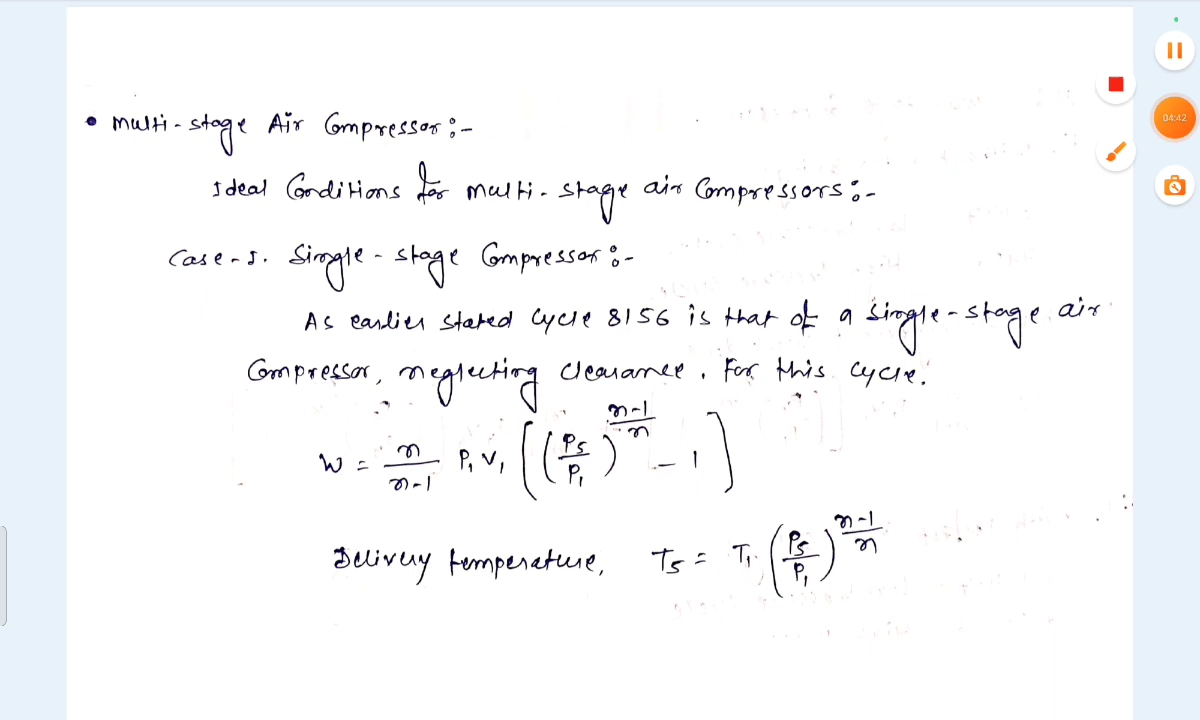 • Multi-stage Air Compressor :-
Ideal Conditions for multi-stage air Compressors :-
Case-I. Single-stage Compressor :-
As earlier stated cycle 8156 is that of a single-stage air
Compressor, neglecting clearance. For this cycle.
W = n/(n-1) P₁V₁ [(P₅/P₁)^((n-1)/n) - 1]
Delivery temperature, T₅ = T₁ (P₅/P₁)^((n-1)/n)
04:42